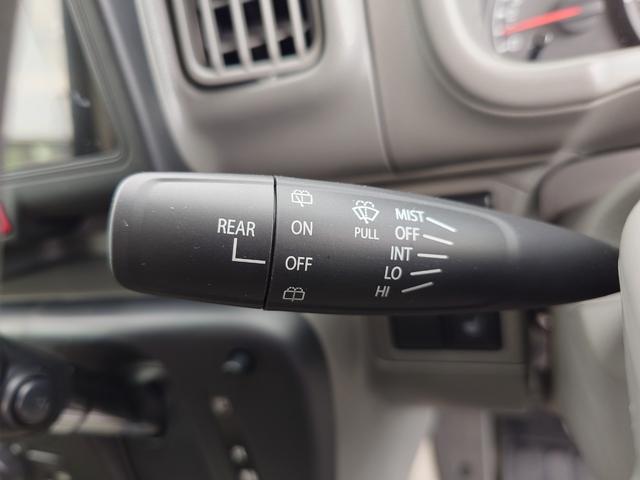 REAR
ON
OFF
PULL
MIST
OFF
INT
LO
HI